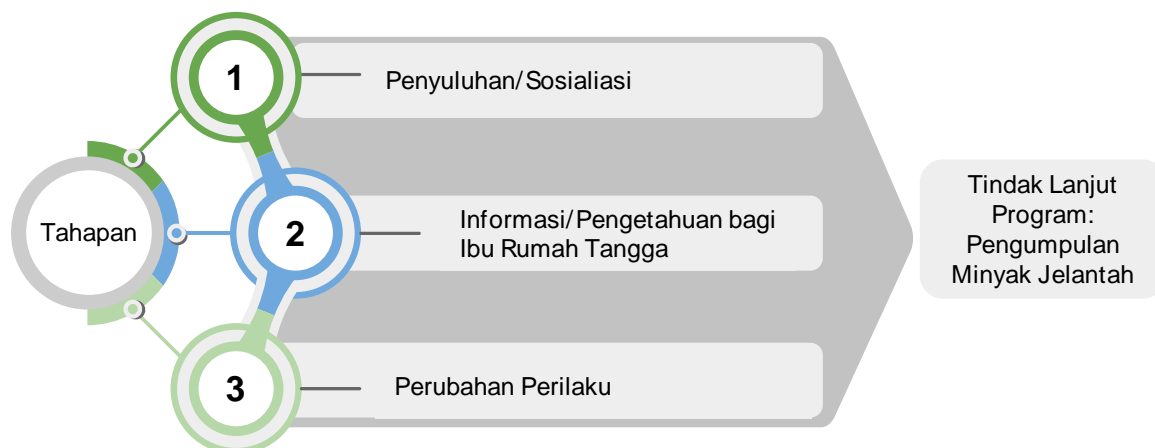 1
Penyuluhan/Sosialiasi
Tahapan
2
Informasi/Pengetahuan bagi
Ibu Rumah Tangga
3
Perubahan Perilaku
Tindak Lanjut
Program:
Pengumpulan
Minyak Jelantah